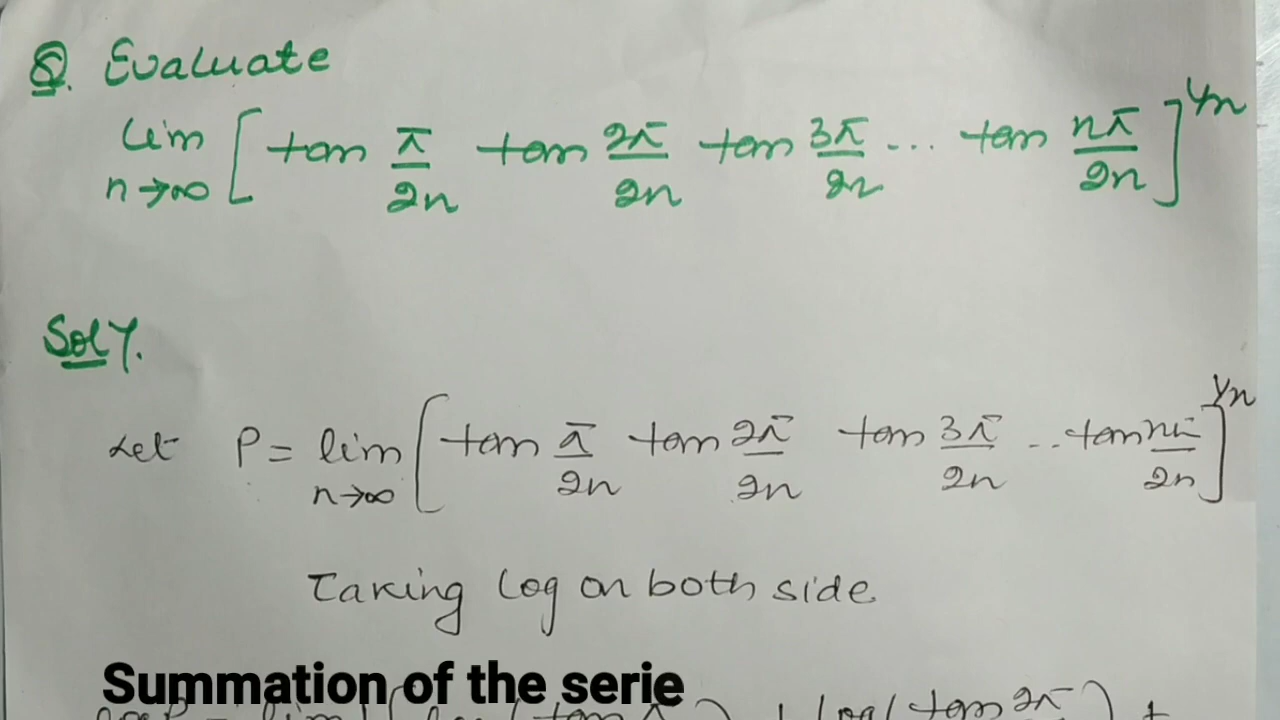 Q. Evaluate
lim n→∞ [ tan π/2n tan 2π/2n tan 3π/2n ... tan nπ/2n ]^1/n
Solⁿ.
Let P = lim n→∞ [ tan π/2n tan 2π/2n tan 3π/2n .. tan nπ/2n ]^1/n
Taking log on both side
Summation of the serie